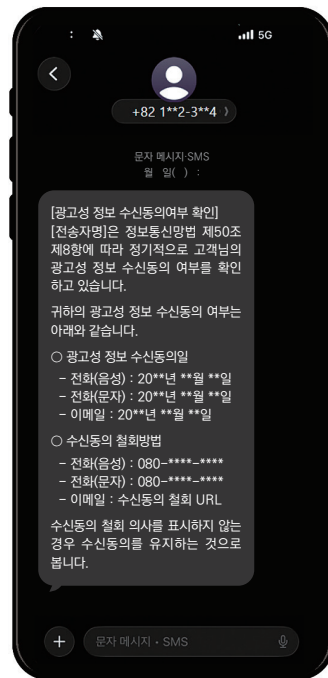 :
5G
+82 1**2-3**4 〉
문자 메시지·SMS
월 일( ) :
[광고성 정보 수신동의여부 확인]
[전송자명]은 정보통신망법 제50조
제8항에 따라 정기적으로 고객님의
광고성 정보 수신동의 여부를 확인
하고 있습니다.
귀하의 광고성 정보 수신동의 여부는
아래와 같습니다.
○ 광고성 정보 수신동의일
- 전화(음성) : 20**년 **월 **일
- 전화(문자) : 20**년 **월 **일
- 이메일 : 20**년 **월 **일
○ 수신동의 철회방법
- 전화(음성) : 080-****-****
- 전화(문자) : 080-****-****
- 이메일 : 수신동의 철회 URL
수신동의 철회 의사를 표시하지 않는
경우 수신동의를 유지하는 것으로
봅니다.
문자 메시지 · SMS